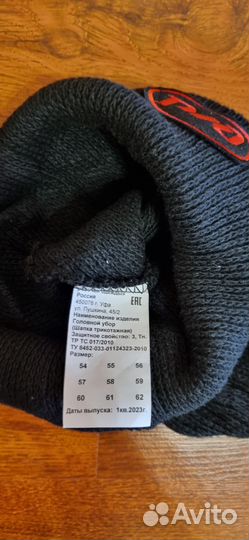 РЖД
Россия
450078 г. Уфа
ул. Пушкина, 45/2
EAC
Наименование изделия
Головной убор
(Шапка трикотажная)
Защитное свойство: З, Тн.
ТР ТС 017/2010
ТУ 8452-033-01124323-2010
Размер:
54 55 56
57 58 59
60 61 62
Даты выпуска: 1кв.2023г.
Avito